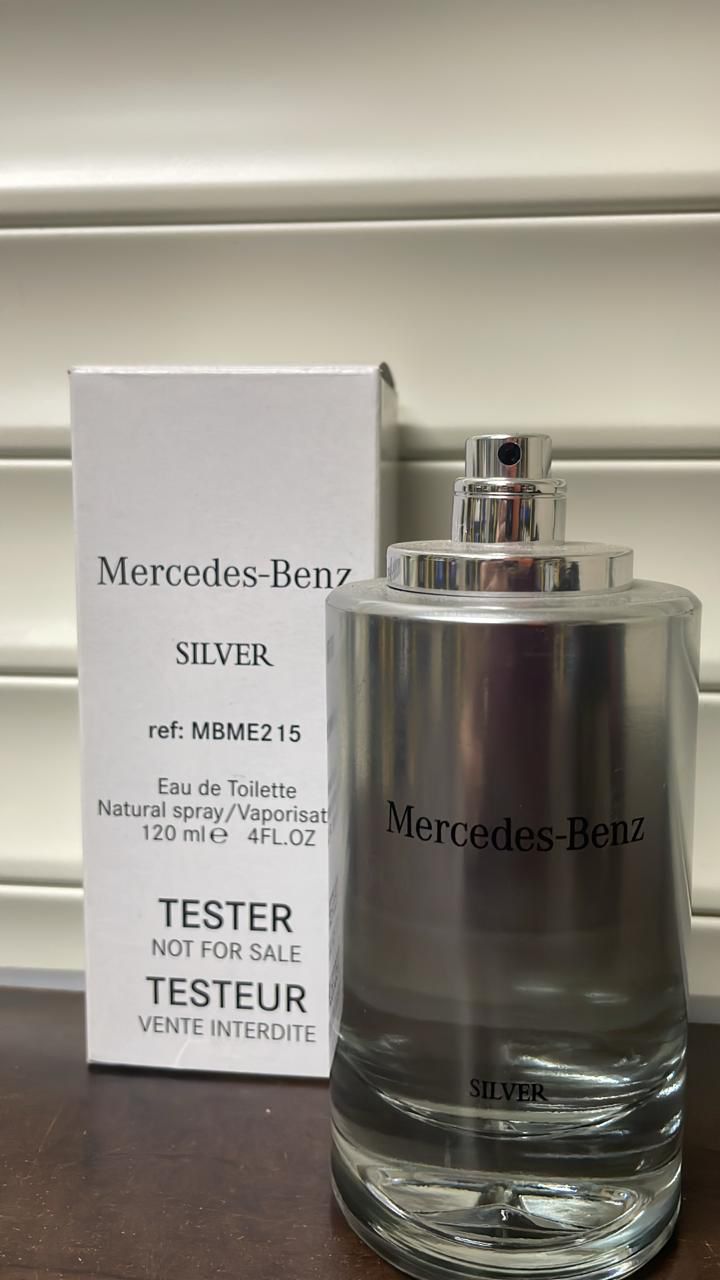 Mercedes-Benz
SILVER
ref: MBME215
Eau de Toilette
Natural spray/Vaporisat
120 ml ℮ 4FL.OZ
TESTER
NOT FOR SALE
TESTEUR
VENTE INTERDITE
Mercedes-Benz
SILVER